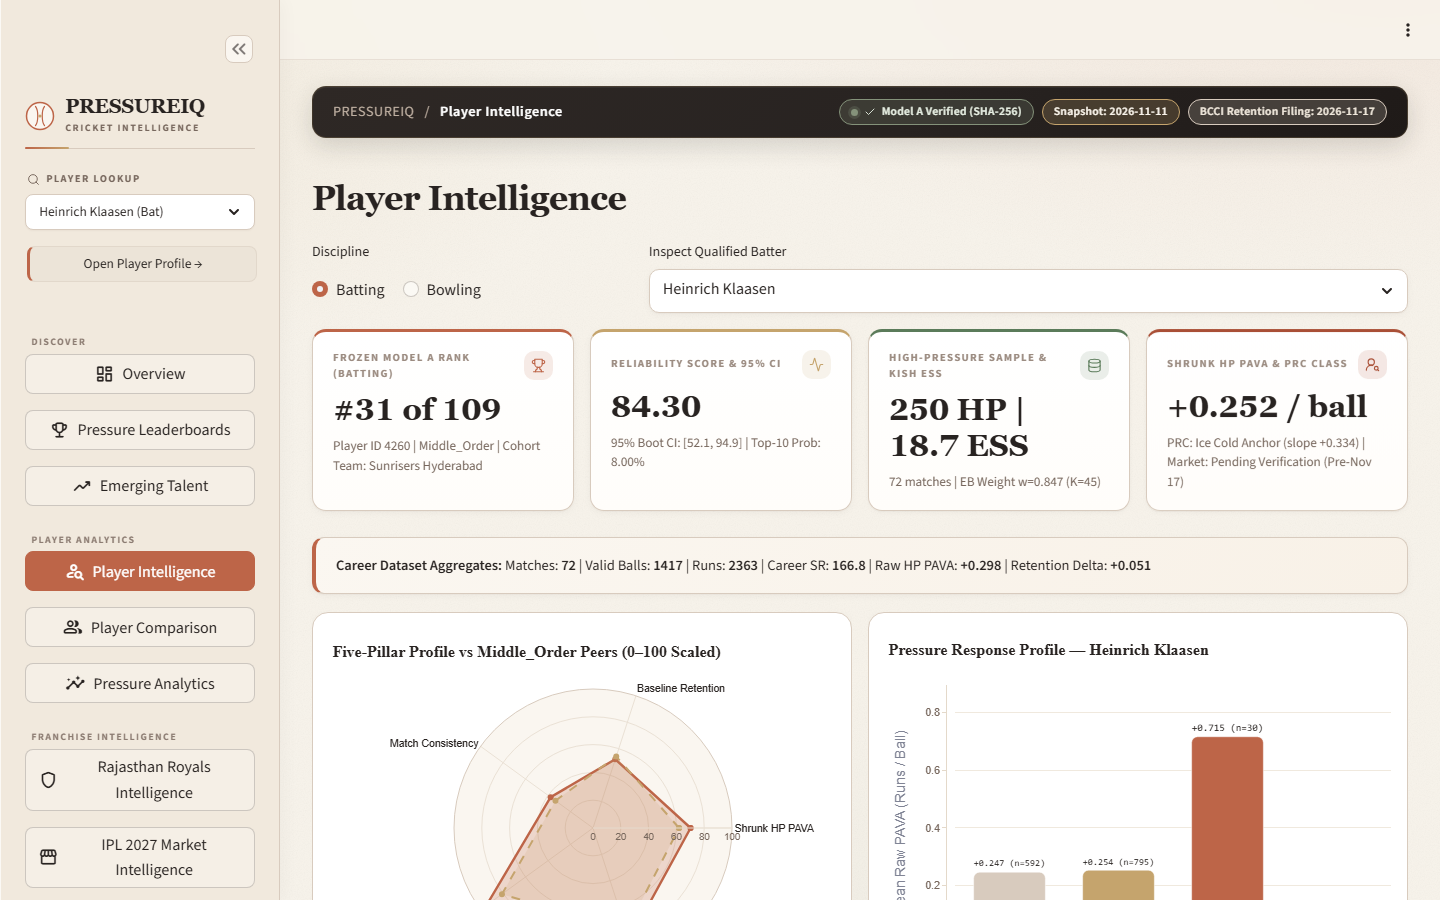 PRESSUREIQ
CRICKET INTELLIGENCE
PLAYER LOOKUP
Heinrich Klaasen (Bat)
Open Player Profile →
DISCOVER
Overview
Pressure Leaderboards
Emerging Talent
PLAYER ANALYTICS
Player Intelligence
Player Comparison
Pressure Analytics
FRANCHISE INTELLIGENCE
Rajasthan Royals
Intelligence
IPL 2027 Market
Intelligence
PRESSUREIQ / Player Intelligence
✓ Model A Verified (SHA-256)
Snapshot: 2026-11-11
BCCI Retention Filing: 2026-11-17
Player Intelligence
Discipline
Batting
Bowling
Inspect Qualified Batter
Heinrich Klaasen
FROZEN MODEL A RANK
(BATTING)
#31 of 109
Player ID 4260 | Middle_Order | Cohort
Team: Sunrisers Hyderabad
RELIABILITY SCORE & 95% CI
84.30
95% Boot CI: [52.1, 94.9] | Top-10 Prob:
8.00%
HIGH-PRESSURE SAMPLE &
KISH ESS
250 HP |
18.7 ESS
72 matches | EB Weight w=0.847 (K=45)
SHRUNK HP PAVA & PRC CLASS
+0.252 / ball
PRC: Ice Cold Anchor (slope +0.334) |
Market: Pending Verification (Pre-Nov
17)
Career Dataset Aggregates: Matches: 72 | Valid Balls: 1417 | Runs: 2363 | Career SR: 166.8 | Raw HP PAVA: +0.298 | Retention Delta: +0.051
Five-Pillar Profile vs Middle_Order Peers (0–100 Scaled)
Baseline Retention
Match Consistency
Shrunk HP PAVA
0 20 40 60 80 100
Pressure Response Profile — Heinrich Klaasen
0.8
0.6
0.4
0.2
ean Raw PAVA (Runs / Ball)
+0.715 (n=30)
+0.247 (n=592)
+0.254 (n=795)